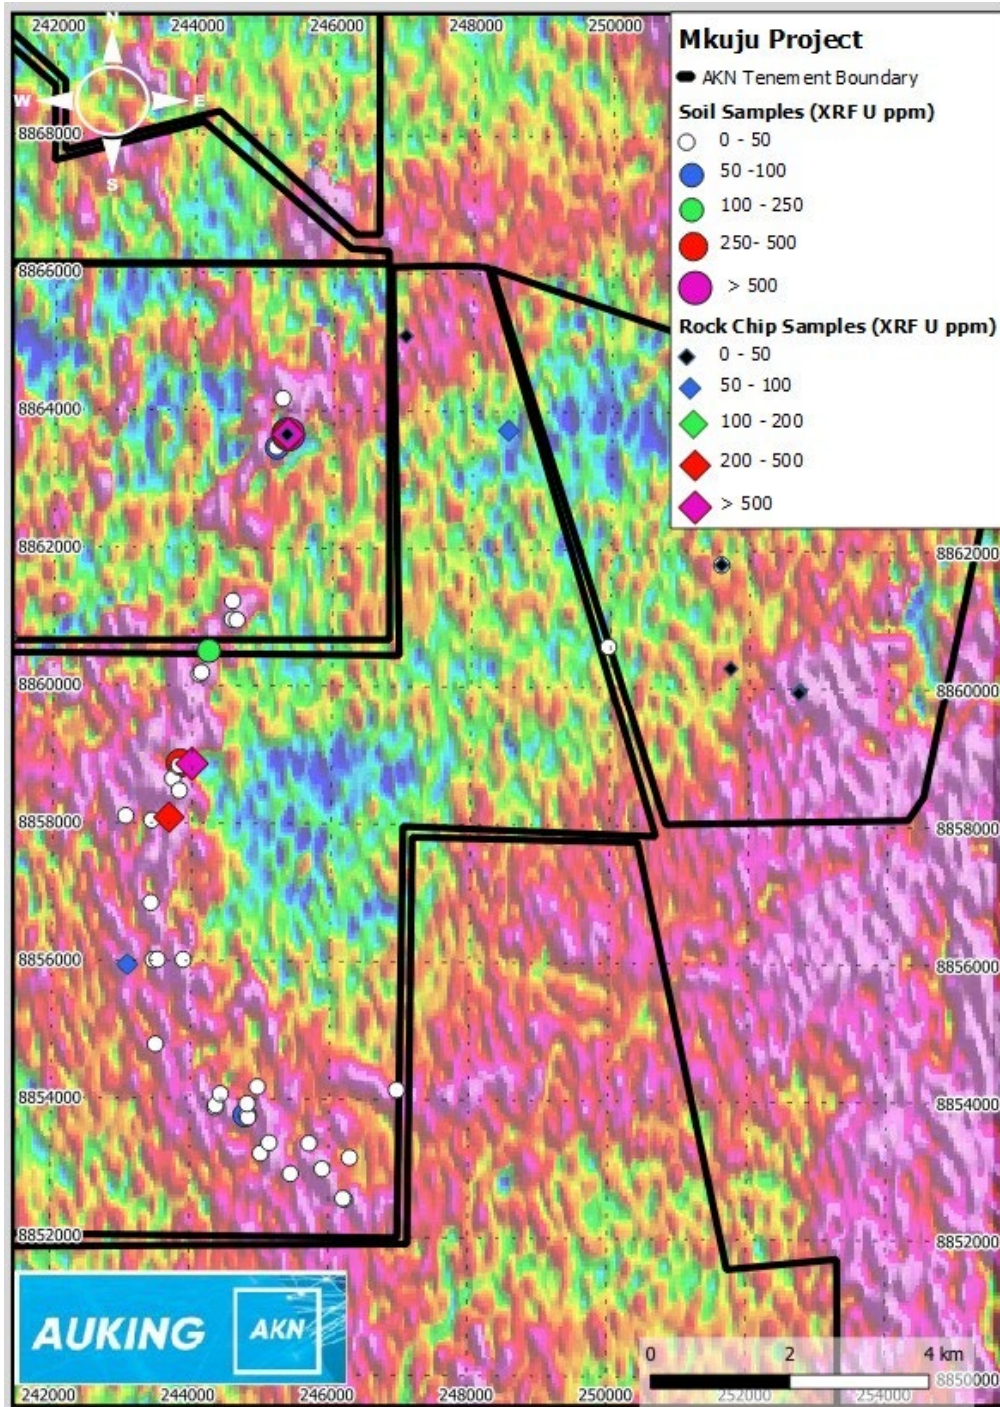 242000 244000 246000 248000 250000
N
W E
S
Mkuju Project
AKN Tenement Boundary
Soil Samples (XRF U ppm)
0 - 50
50 -100
100 - 250
250- 500
> 500
Rock Chip Samples (XRF U ppm)
0 - 50
50 - 100
100 - 200
200 - 500
> 500
8868000
8866000
8864000
8862000 8862000
8860000 8860000
8858000 8858000
8856000 8856000
8854000 8854000
8852000 8852000
AUKING AKN
0 2 4 km
8850000
242000 244000 246000 248000 250000 252000 254000